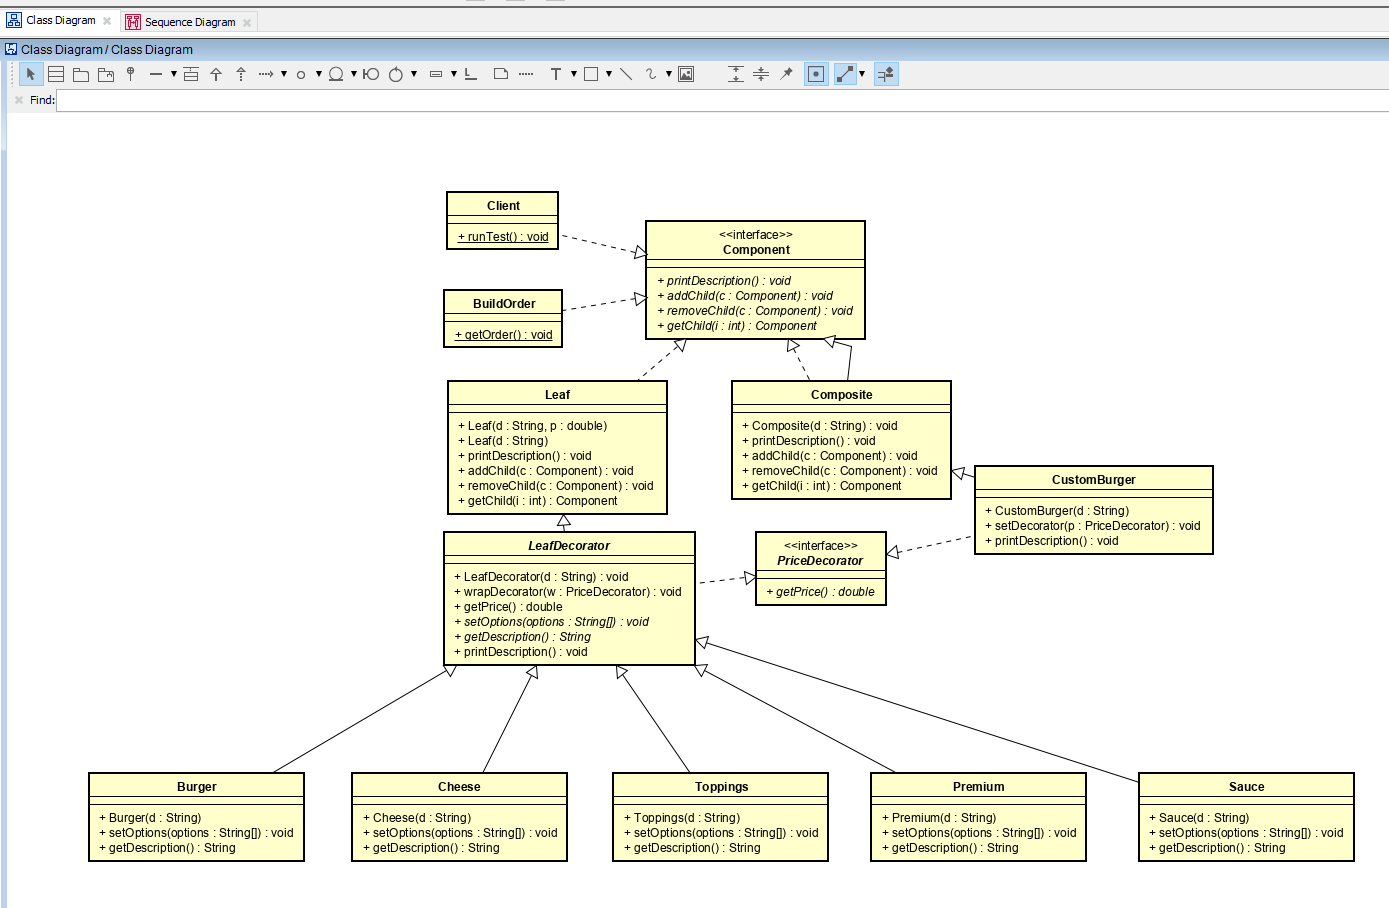 Class Diagram
Sequence Diagram
Class Diagram / Class Diagram
Find:
Client
+ runTest() : void
<<interface>>
Component
+ printDescription() : void
+ addChild(c : Component) : void
+ removeChild(c : Component) : void
+ getChild(i : int) : Component
BuildOrder
+ getOrder() : void
Leaf
+ Leaf(d : String, p : double)
+ Leaf(d : String)
+ printDescription() : void
+ addChild(c : Component) : void
+ removeChild(c : Component) : void
+ getChild(i : int) : Component
Composite
+ Composite(d : String) : void
+ printDescription() : void
+ addChild(c : Component) : void
+ removeChild(c : Component) : void
+ getChild(i : int) : Component
CustomBurger
+ CustomBurger(d : String)
+ setDecorator(p : PriceDecorator) : void
+ printDescription() : void
LeafDecorator
+ LeafDecorator(d : String) : void
+ wrapDecorator(w : PriceDecorator) : void
+ getPrice() : double
+ setOptions(options : String[]) : void
+ getDescription() : String
+ printDescription() : void
<<interface>>
PriceDecorator
+ getPrice() : double
Burger
+ Burger(d : String)
+ setOptions(options : String[]) : void
+ getDescription() : String
Cheese
+ Cheese(d : String)
+ setOptions(options : String[]) : void
+ getDescription() : String
Toppings
+ Toppings(d : String)
+ setOptions(options : String[]) : void
+ getDescription() : String
Premium
+ Premium(d : String)
+ setOptions(options : String[]) : void
+ getDescription() : String
Sauce
+ Sauce(d : String)
+ setOptions(options : String[]) : void
+ getDescription() : String